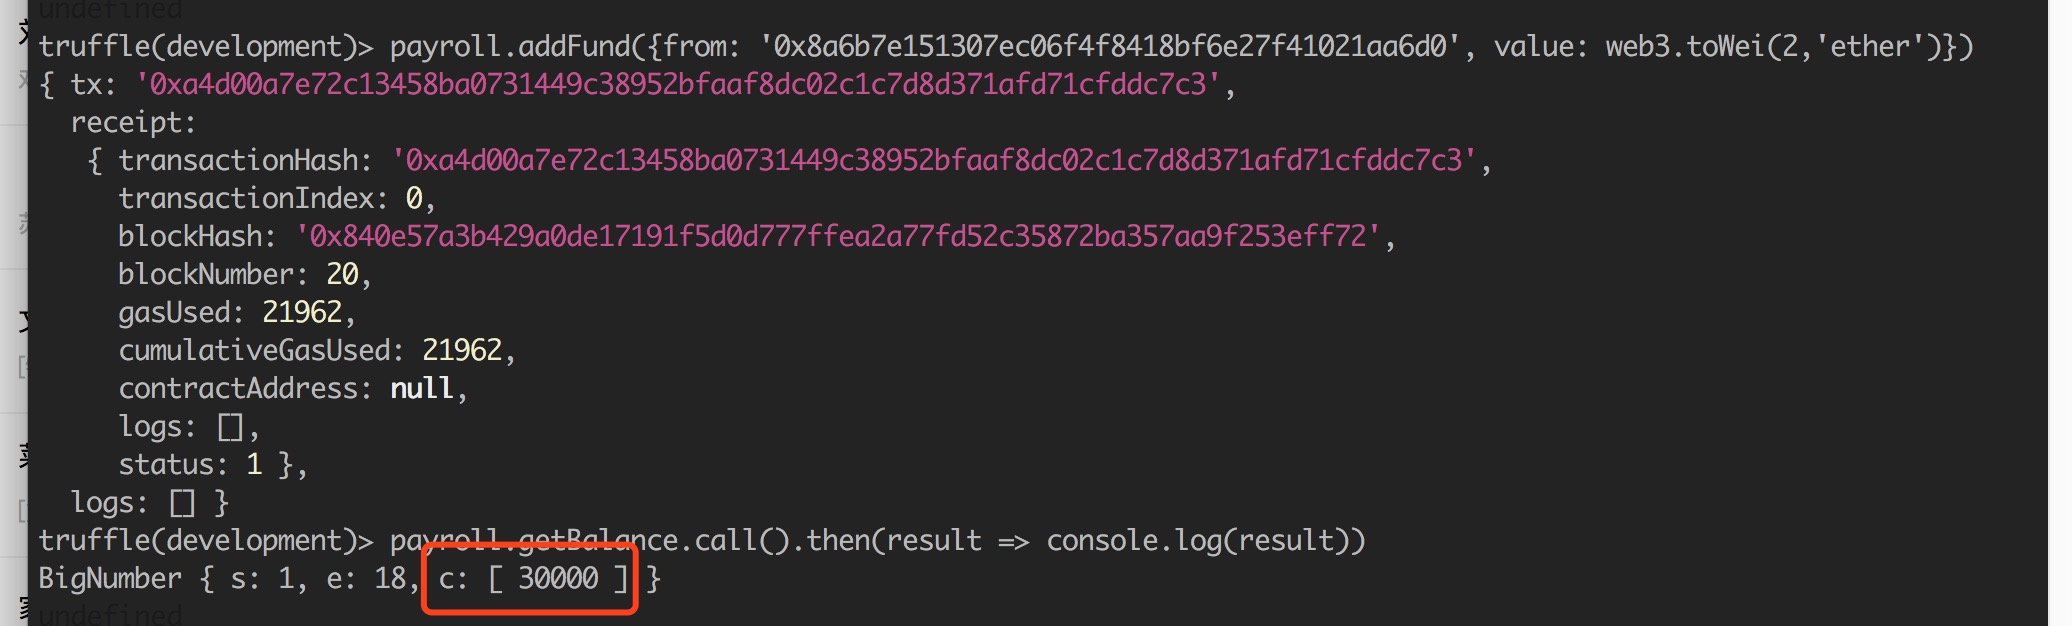 undefined
truffle(development)> payroll.addFund({from: '0x8a6b7e151307ec06f4f8418bf6e27f41021aa6d0', value: web3.toWei(2,'ether')})
{ tx: '0xa4d00a7e72c13458ba0731449c38952bfaaf8dc02c1c7d8d371afd71cfddc7c3',
receipt:
{ transactionHash: '0xa4d00a7e72c13458ba0731449c38952bfaaf8dc02c1c7d8d371afd71cfddc7c3',
transactionIndex: 0,
blockHash: '0x840e57a3b429a0de17191f5d0d777ffea2a77fd52c35872ba357aa9f253eff72',
blockNumber: 20,
gasUsed: 21962,
cumulativeGasUsed: 21962,
contractAddress: null,
logs: [],
status: 1 },
logs: [] }
truffle(development)> payroll.getBalance.call().then(result => console.log(result))
BigNumber { s: 1, e: 18, c: [ 30000 ] }
undefined